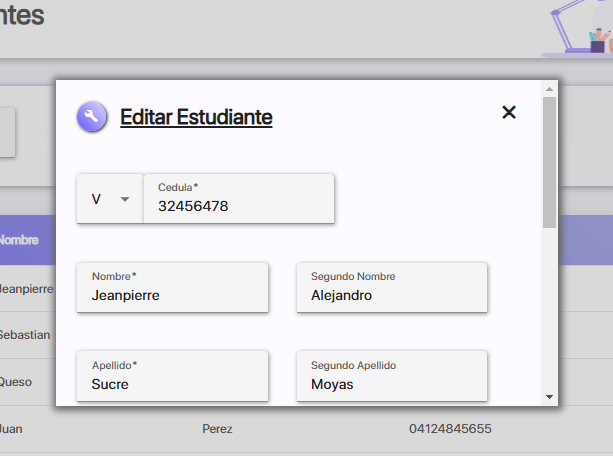 ntes
Editar Estudiante
V
Cedula*
32456478
Nombre
Nombre* Segundo Nombre
Jeanpierre
Jeanpierre Alejandro
Sebastian
Apellido* Segundo Apellido
Queso
Sucre Moyas
Juan Perez 04124845655